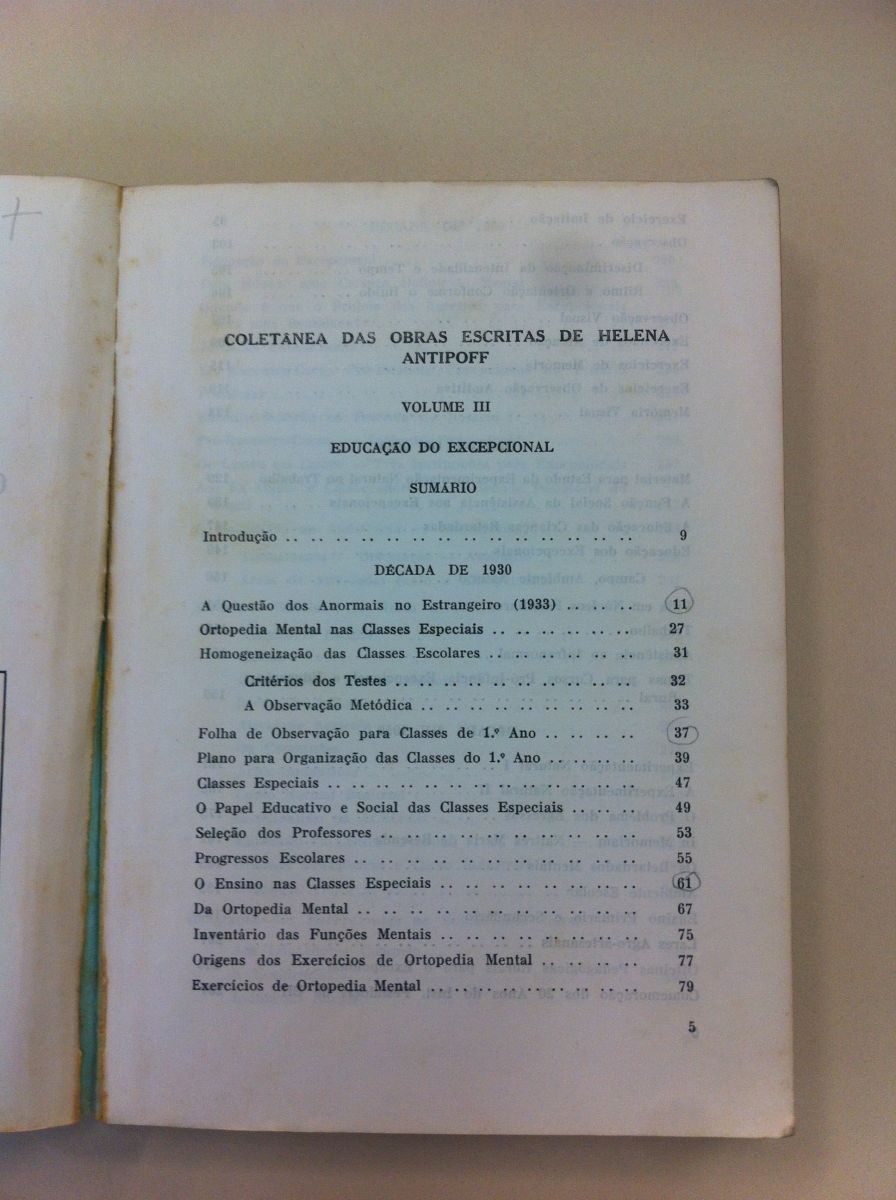 COLETÂNEA DAS OBRAS ESCRITAS DE HELENA
ANTIPOFF
VOLUME III
EDUCAÇÃO DO EXCEPCIONAL
SUMÁRIO
Introdução .. .. .. .. .. .. .. .. .. .. .. .. .. .. 9
DÉCADA DE 1930
A Questão dos Anormais no Estrangeiro (1933) .. .. .. 11
Ortopedia Mental nas Classes Especiais .. .. .. .. .. .. 27
Homogeneização das Classes Escolares .. .. .. .. .. .. 31
Critérios dos Testes .. .. .. .. .. .. .. .. .. .. 32
A Observação Metódica .. .. .. .. .. .. .. .. .. 33
Folha de Observação para Classes de 1.º Ano .. .. .. .. 37
Plano para Organização das Classes do 1.º Ano .. .. .. .. 39
Classes Especiais .. .. .. .. .. .. .. .. .. .. .. .. 47
O Papel Educativo e Social das Classes Especiais .. .. .. 49
Seleção dos Professores .. .. .. .. .. .. .. .. .. .. 53
Progressos Escolares .. .. .. .. .. .. .. .. .. .. .. 55
O Ensino nas Classes Especiais .. .. .. .. .. .. .. .. 61
Da Ortopedia Mental .. .. .. .. .. .. .. .. .. .. .. 67
Inventário das Funções Mentais .. .. .. .. .. .. .. .. 75
Origens dos Exercícios de Ortopedia Mental .. .. .. .. 77
Exercícios de Ortopedia Mental .. .. .. .. .. .. .. .. 79
5